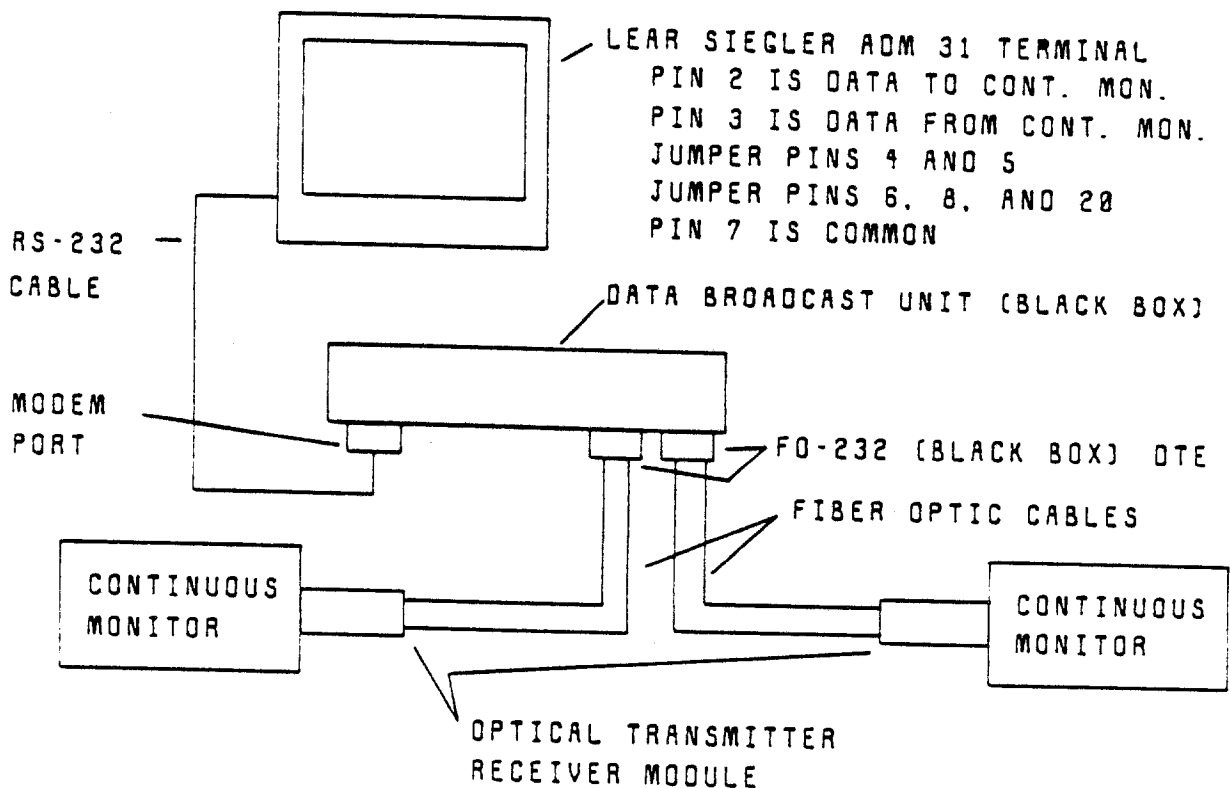 LEAR SIEGLER ADM 31 TERMINAL
PIN 2 IS DATA TO CONT. MON.
PIN 3 IS DATA FROM CONT. MON.
JUMPER PINS 4 AND 5
JUMPER PINS 6, 8, AND 20
PIN 7 IS COMMON
RS-232
CABLE
DATA BROADCAST UNIT (BLACK BOX)
MODEM
PORT
FO-232 (BLACK BOX) DTE
FIBER OPTIC CABLES
CONTINUOUS
MONITOR
CONTINUOUS
MONITOR
OPTICAL TRANSMITTER
RECEIVER MODULE